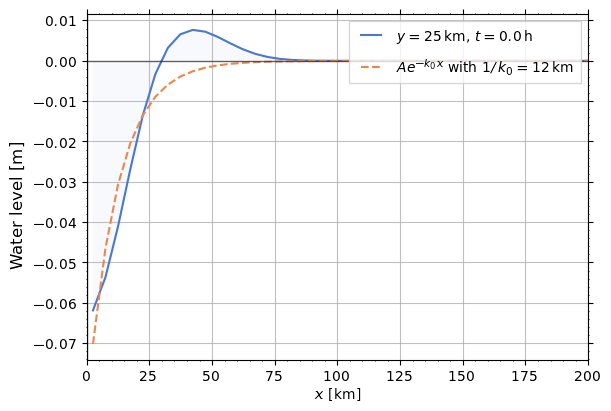 0.01
0.00
−0.01
−0.02
−0.03
−0.04
−0.05
−0.06
−0.07
Water level [m]
y = 25 km, t = 0.0 h
Ae^{−k₀x} with 1/k₀ = 12 km
0 25 50 75 100 125 150 175 200
x [km]